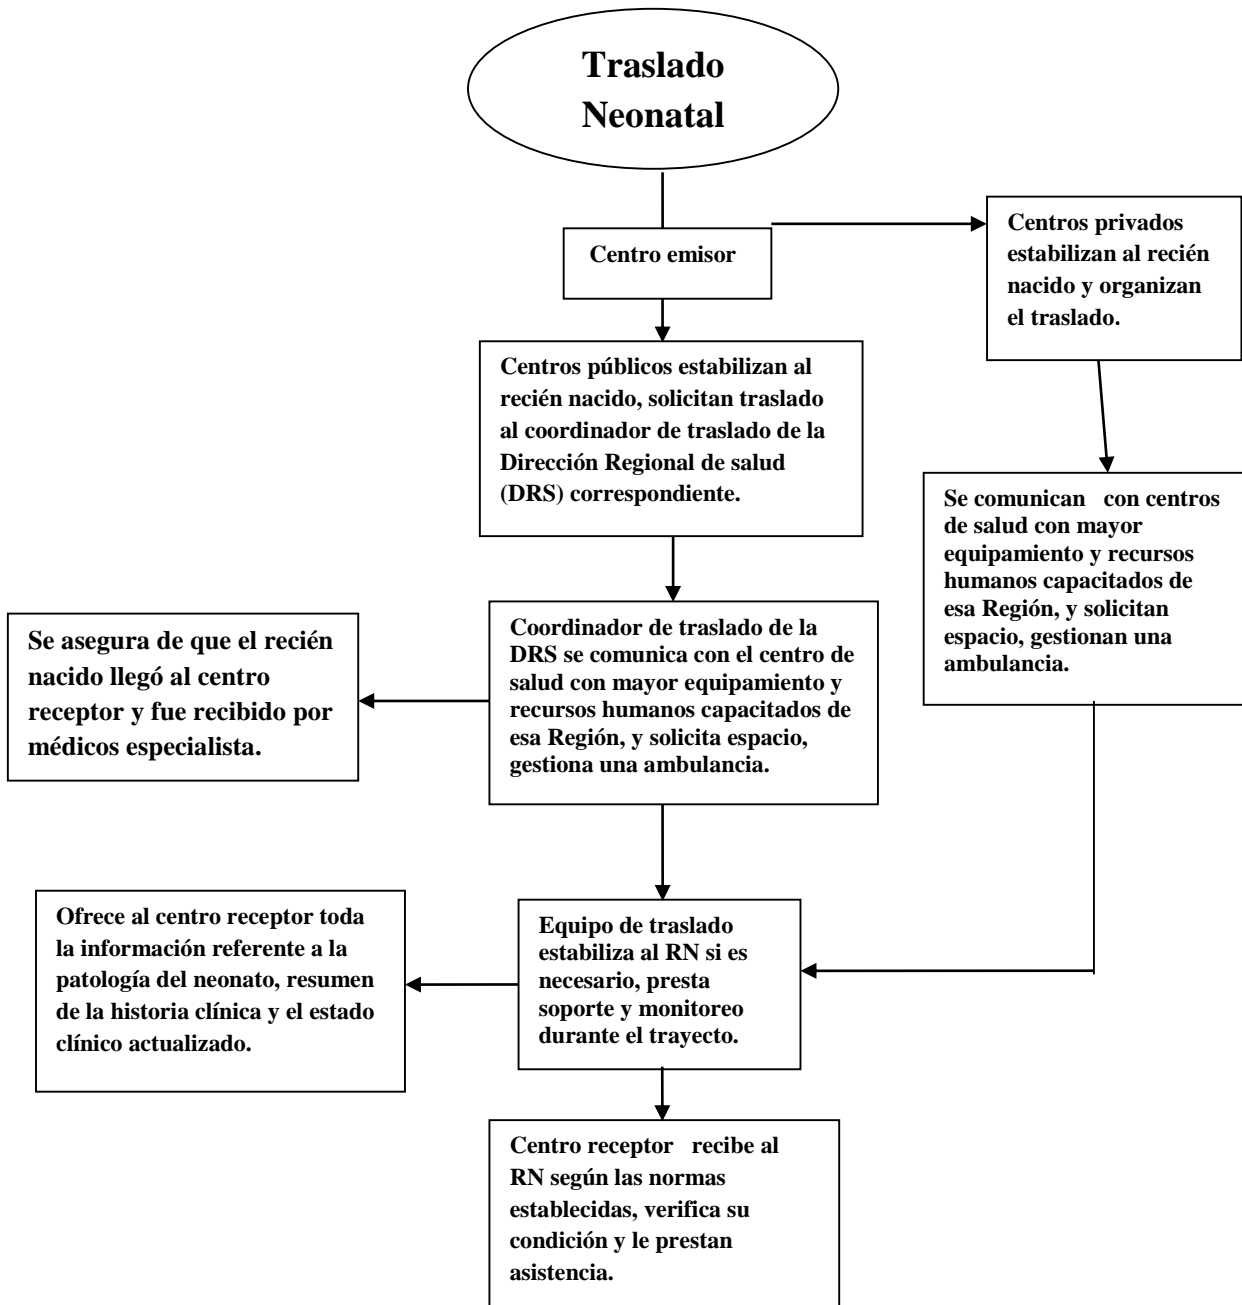 Traslado
Neonatal
Centro emisor
Centros privados
estabilizan al recién
nacido y organizan
el traslado.
Centros públicos estabilizan al
recién nacido, solicitan traslado
al coordinador de traslado de la
Dirección Regional de salud
(DRS) correspondiente.
Se comunican con centros
de salud con mayor
equipamiento y recursos
humanos capacitados de
esa Región, y solicitan
espacio, gestionan una
ambulancia.
Coordinador de traslado de la
DRS se comunica con el centro de
salud con mayor equipamiento y
recursos humanos capacitados de
esa Región, y solicita espacio,
gestiona una ambulancia.
Se asegura de que el recién
nacido llegó al centro
receptor y fue recibido por
médicos especialista.
Equipo de traslado
estabiliza al RN si es
necesario, presta
soporte y monitoreo
durante el trayecto.
Ofrece al centro receptor toda
la información referente a la
patología del neonato, resumen
de la historia clínica y el estado
clínico actualizado.
Centro receptor recibe al
RN según las normas
establecidas, verifica su
condición y le prestan
asistencia.